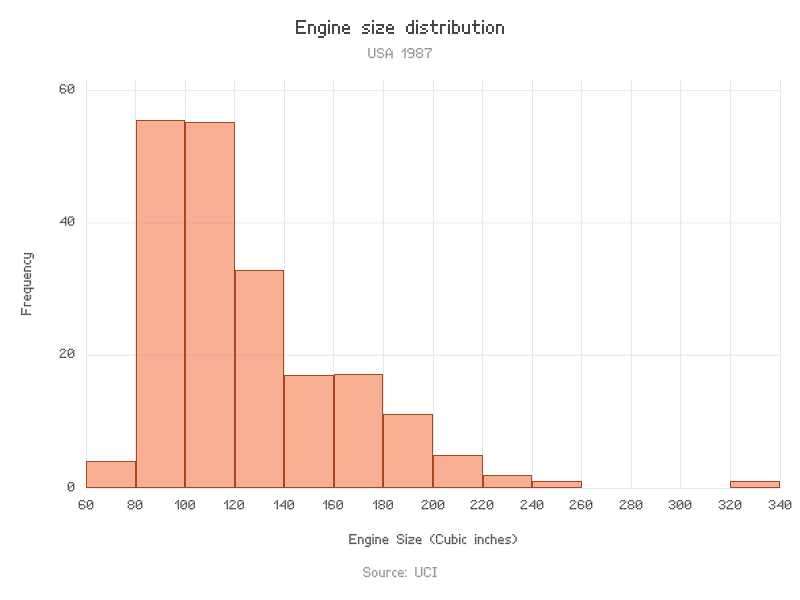 Engine size distribution
USA 1987
60
40
20
0
Frequency
60 80 100 120 140 160 180 200 220 240 260 280 300 320 340
Engine Size (Cubic inches)
Source: UCI